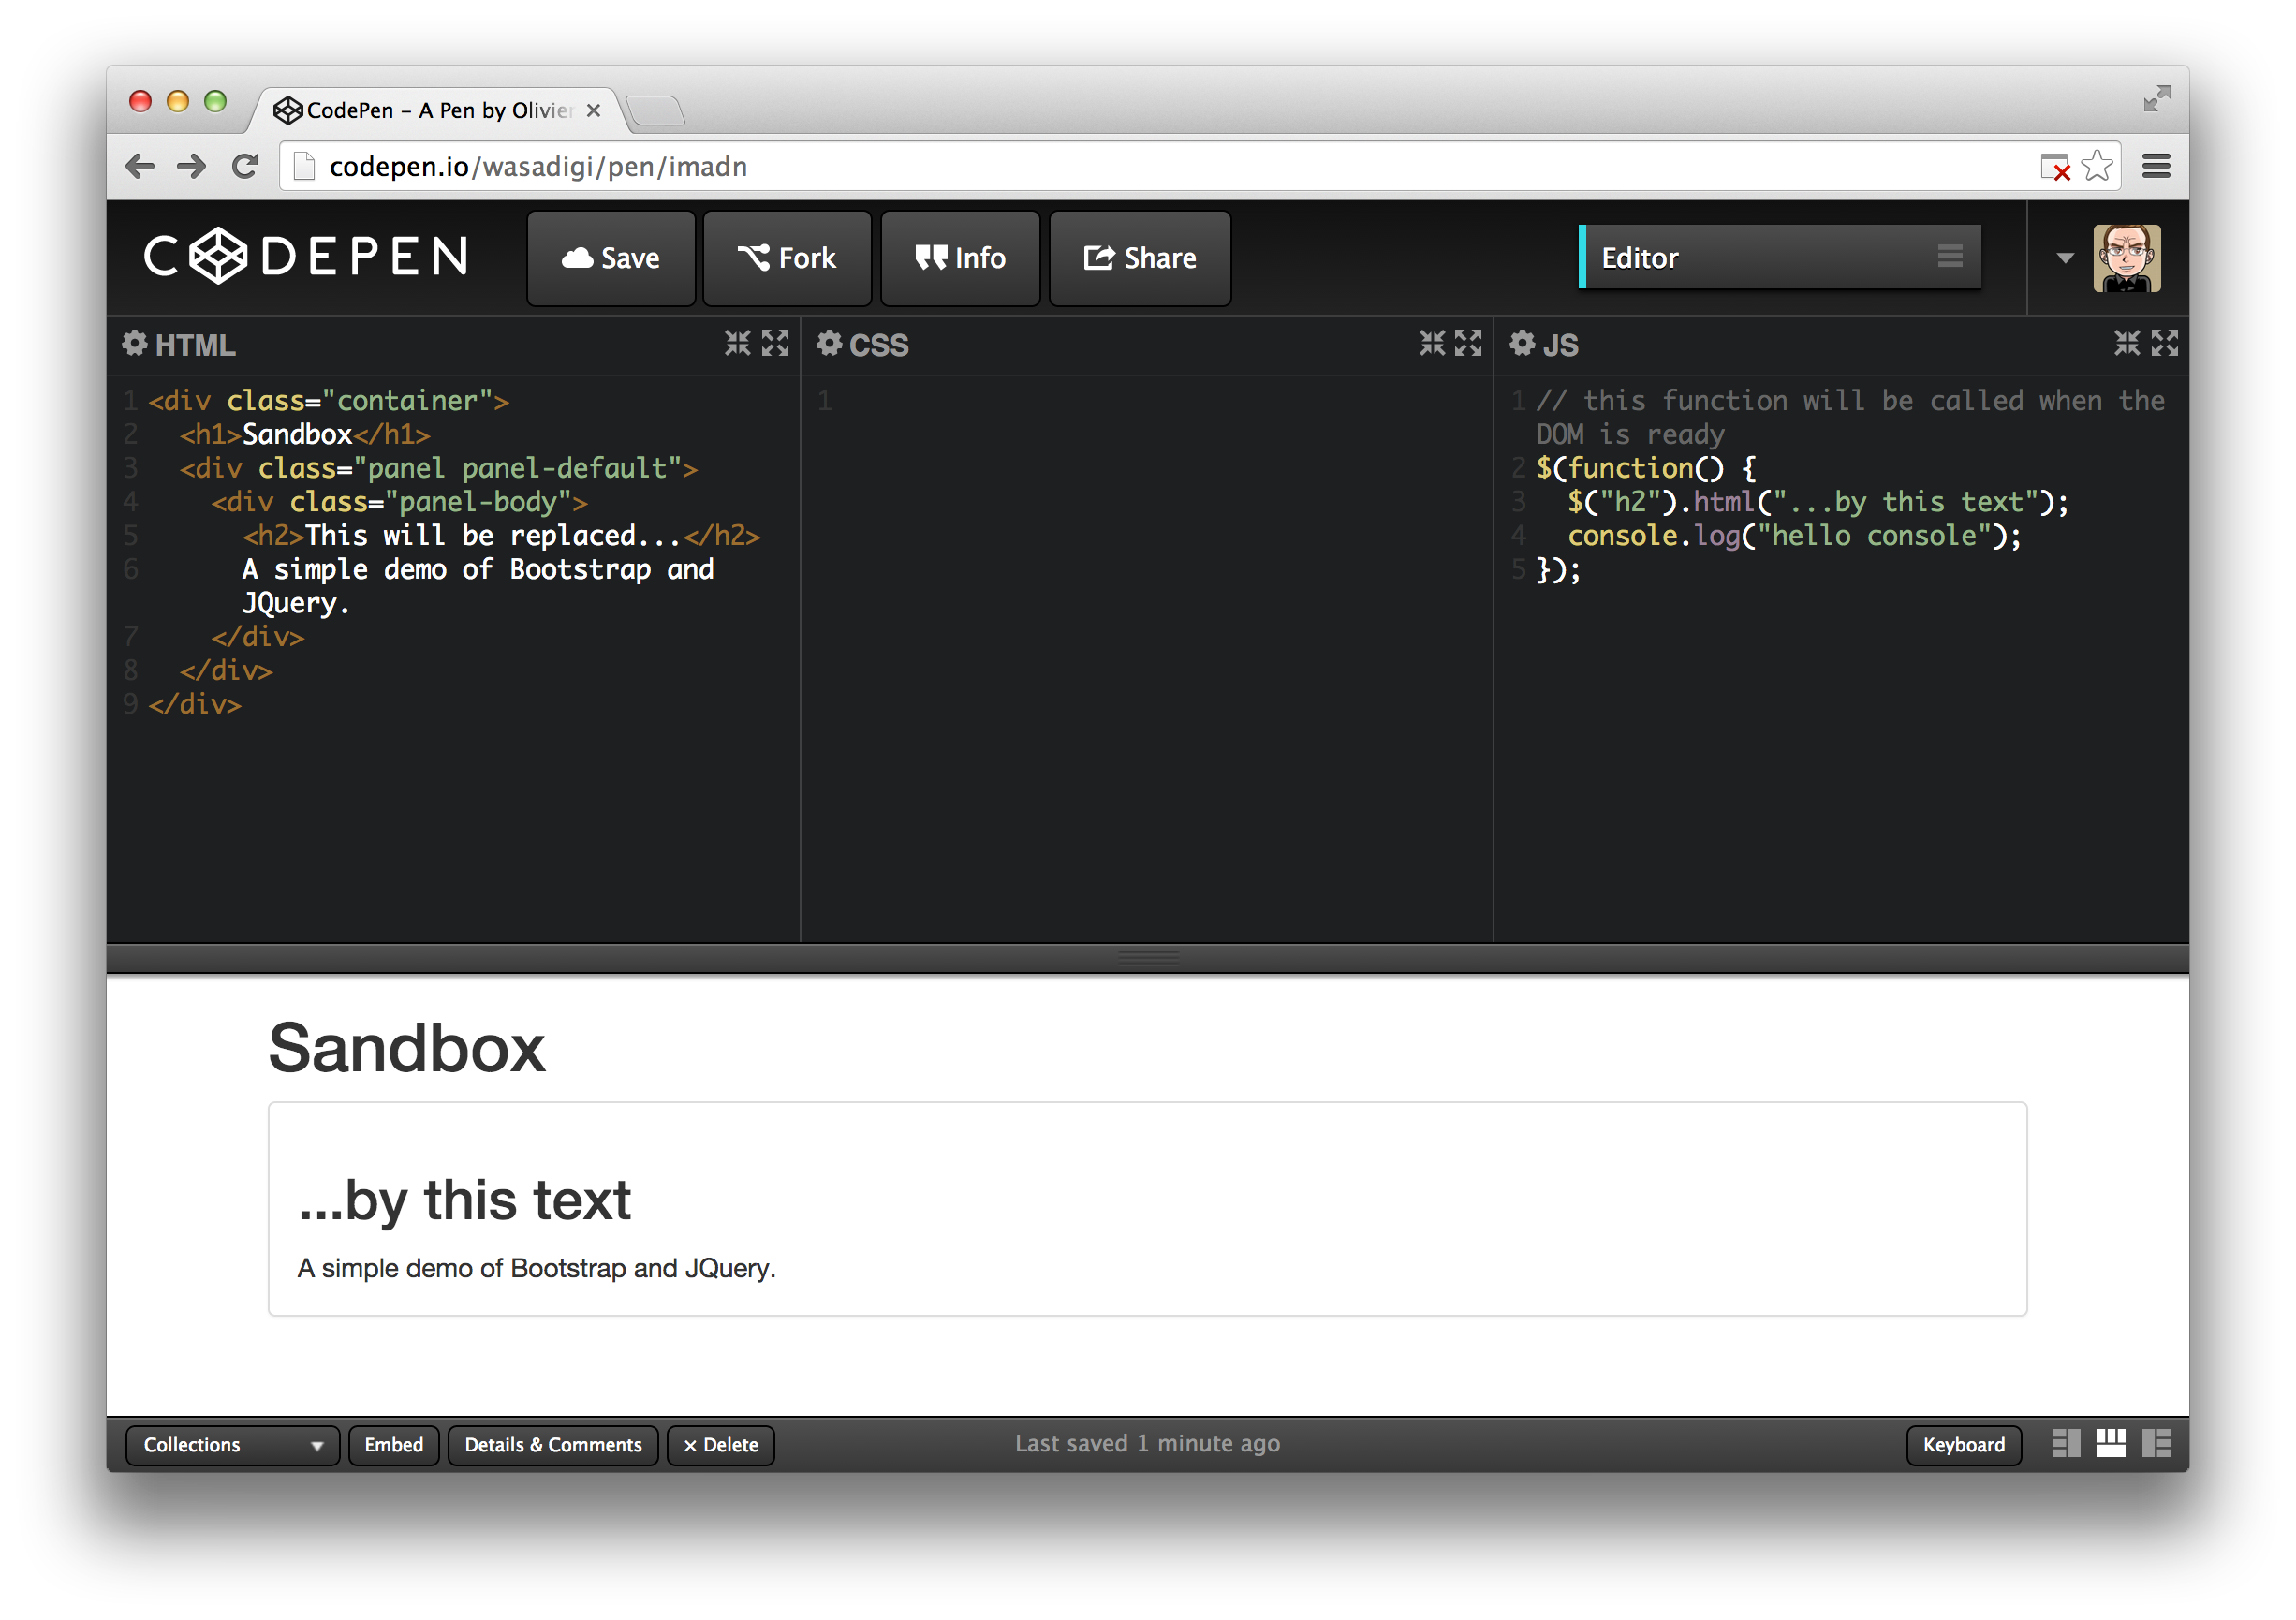 CodePen - A Pen by Olivier
codepen.io/wasadigi/pen/imadn
CODEPEN
Save
Fork
Info
Share
Editor
HTML
1 <div class="container">
2   <h1>Sandbox</h1>
3   <div class="panel panel-default">
4     <div class="panel-body">
5       <h2>This will be replaced...</h2>
6       A simple demo of Bootstrap and
JQuery.
7     </div>
8   </div>
9 </div>
CSS
1
JS
1 // this function will be called when the
DOM is ready
2 $(function() {
3   $("h2").html("...by this text");
4   console.log("hello console");
5 });
Sandbox
...by this text
A simple demo of Bootstrap and JQuery.
Collections
Embed
Details & Comments
× Delete
Last saved 1 minute ago
Keyboard